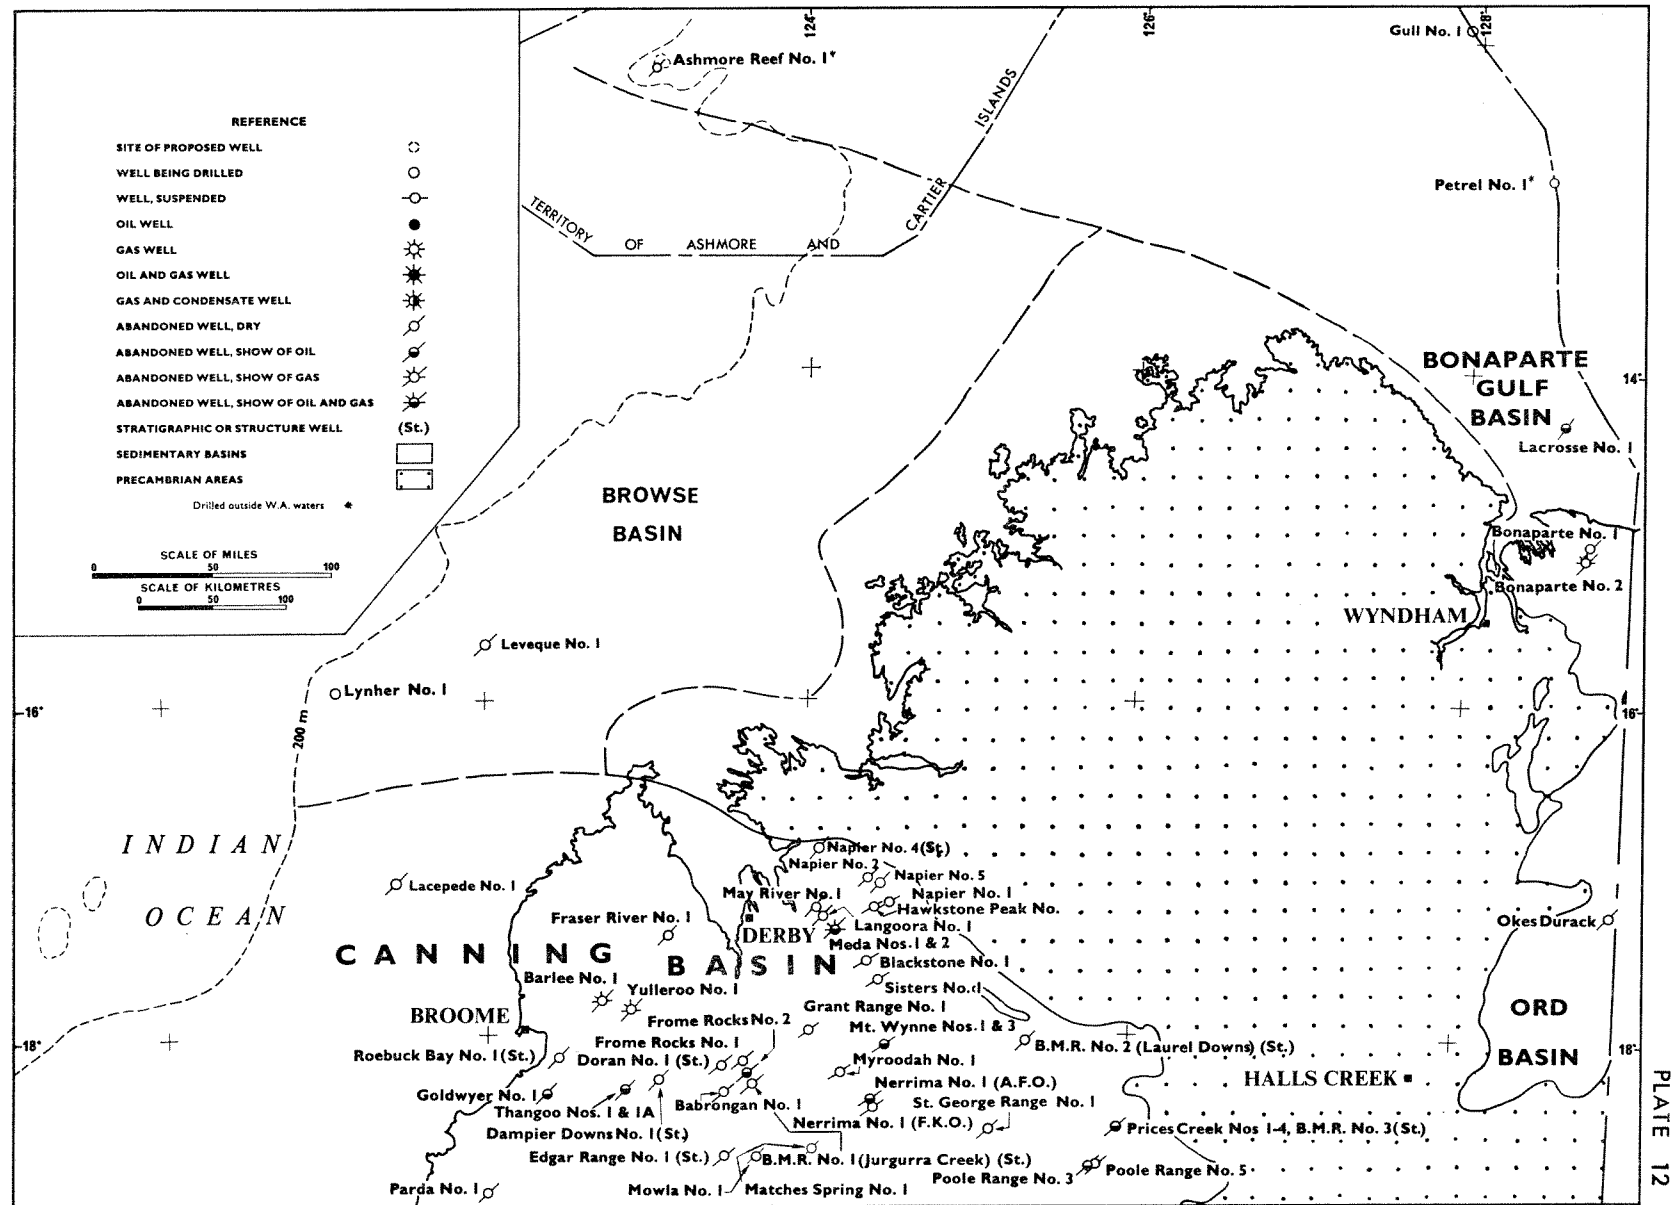 124°
126°
128°
Gull No. 1
Ashmore Reef No. 1*
ISLANDS
CARTIER
TERRITORY
OF ASHMORE AND
Petrel No. 1*
REFERENCE
SITE OF PROPOSED WELL
WELL BEING DRILLED
WELL, SUSPENDED
OIL WELL
GAS WELL
OIL AND GAS WELL
GAS AND CONDENSATE WELL
ABANDONED WELL, DRY
ABANDONED WELL, SHOW OF OIL
ABANDONED WELL, SHOW OF GAS
ABANDONED WELL, SHOW OF OIL AND GAS
STRATIGRAPHIC OR STRUCTURE WELL (St.)
SEDIMENTARY BASINS
PRECAMBRIAN AREAS
Drilled outside W.A. waters *
SCALE OF MILES
0 50 100
SCALE OF KILOMETRES
0 50 100
BONAPARTE
GULF
BASIN
14°
Lacrosse No. 1
BROWSE
BASIN
Bonaparte No. 1
Bonaparte No. 2
WYNDHAM
Leveque No. 1
Lynher No. 1
16°
16°
200 m
INDIAN
OCEAN
Napier No. 4(St.)
Napier No. 2
Napier No. 5
Lacepede No. 1
May River No. 1
Napier No. 1
Hawkstone Peak No.
Fraser River No. 1
Langoora No. 1
DERBY
Meda Nos. 1 & 2
Okes Durack
CANNING BASIN
Blackstone No. 1
Barlee No. 1
Yulleroo No. 1
Sisters No. 1
Grant Range No. 1
BROOME
Frome Rocks No. 2
Mt. Wynne Nos. 1 & 3
ORD
BASIN
18°
18°
Frome Rocks No. 1
B.M.R. No. 2 (Laurel Downs) (St.)
Roebuck Bay No. 1 (St.)
Doran No. 1 (St.)
Myroodah No. 1
HALLS CREEK
Nerrima No. 1 (A.F.O.)
Goldwyer No. 1
Thangoo Nos. 1 & 1A
Babrongan No. 1
St. George Range No. 1
Nerrima No. 1 (F.K.O.)
Dampier Downs No. 1 (St.)
Prices Creek Nos 1-4, B.M.R. No. 3 (St.)
Edgar Range No. 1 (St.)
B.M.R. No. 1 (Jurgurra Creek) (St.)
Poole Range No. 5
Poole Range No. 3
Parda No. 1
Mowla No. 1
Matches Spring No. 1
PLATE 12